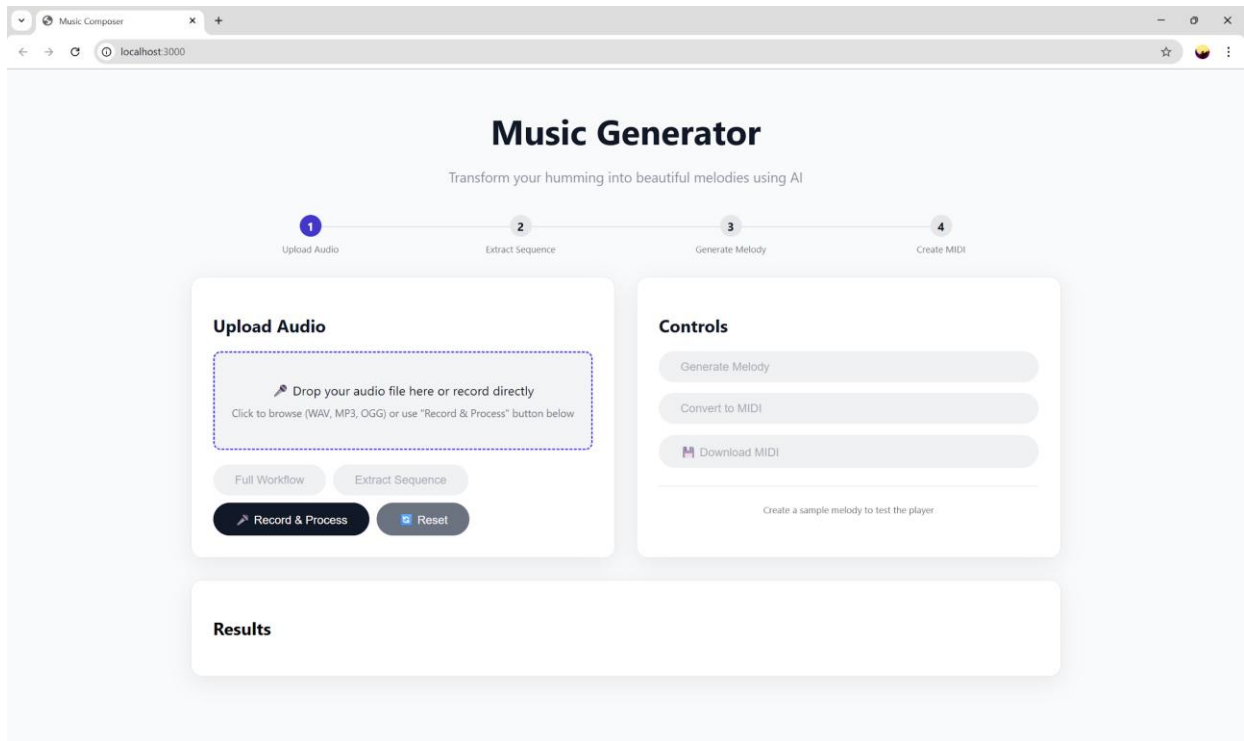 Music Composer
localhost:3000
Music Generator
Transform your humming into beautiful melodies using AI
1
2
3
4
Upload Audio
Extract Sequence
Generate Melody
Create MIDI
Upload Audio
Drop your audio file here or record directly
Click to browse (WAV, MP3, OGG) or use "Record & Process" button below
Full Workflow
Extract Sequence
Record & Process
Reset
Controls
Generate Melody
Convert to MIDI
Download MIDI
Create a sample melody to test the player
Results